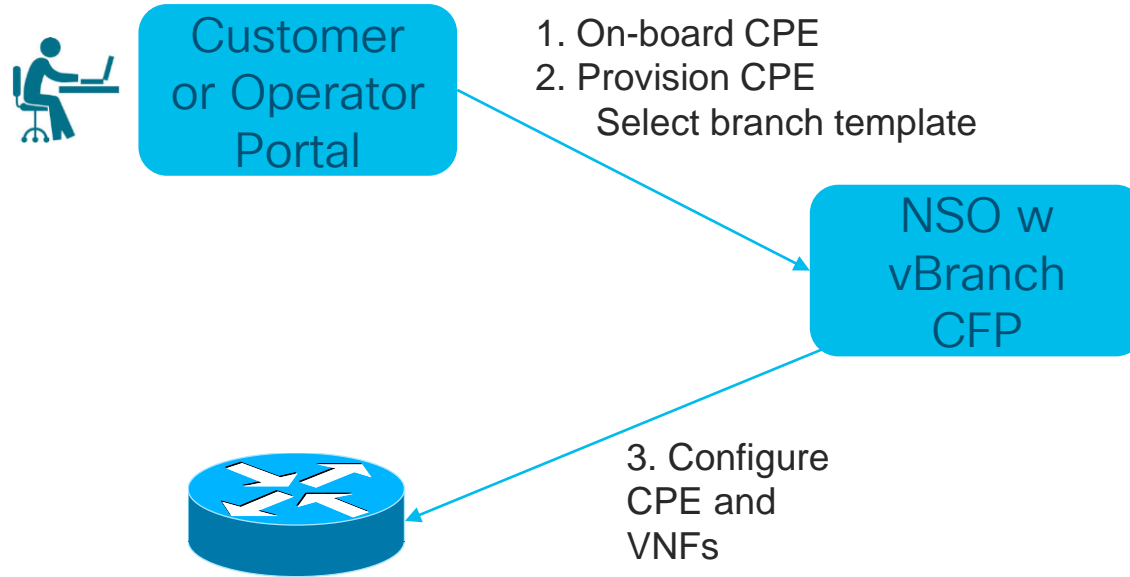 Customer
or Operator
Portal
1. On-board CPE
2. Provision CPE
Select branch template
NSO w
vBranch
CFP
3. Configure
CPE and
VNFs